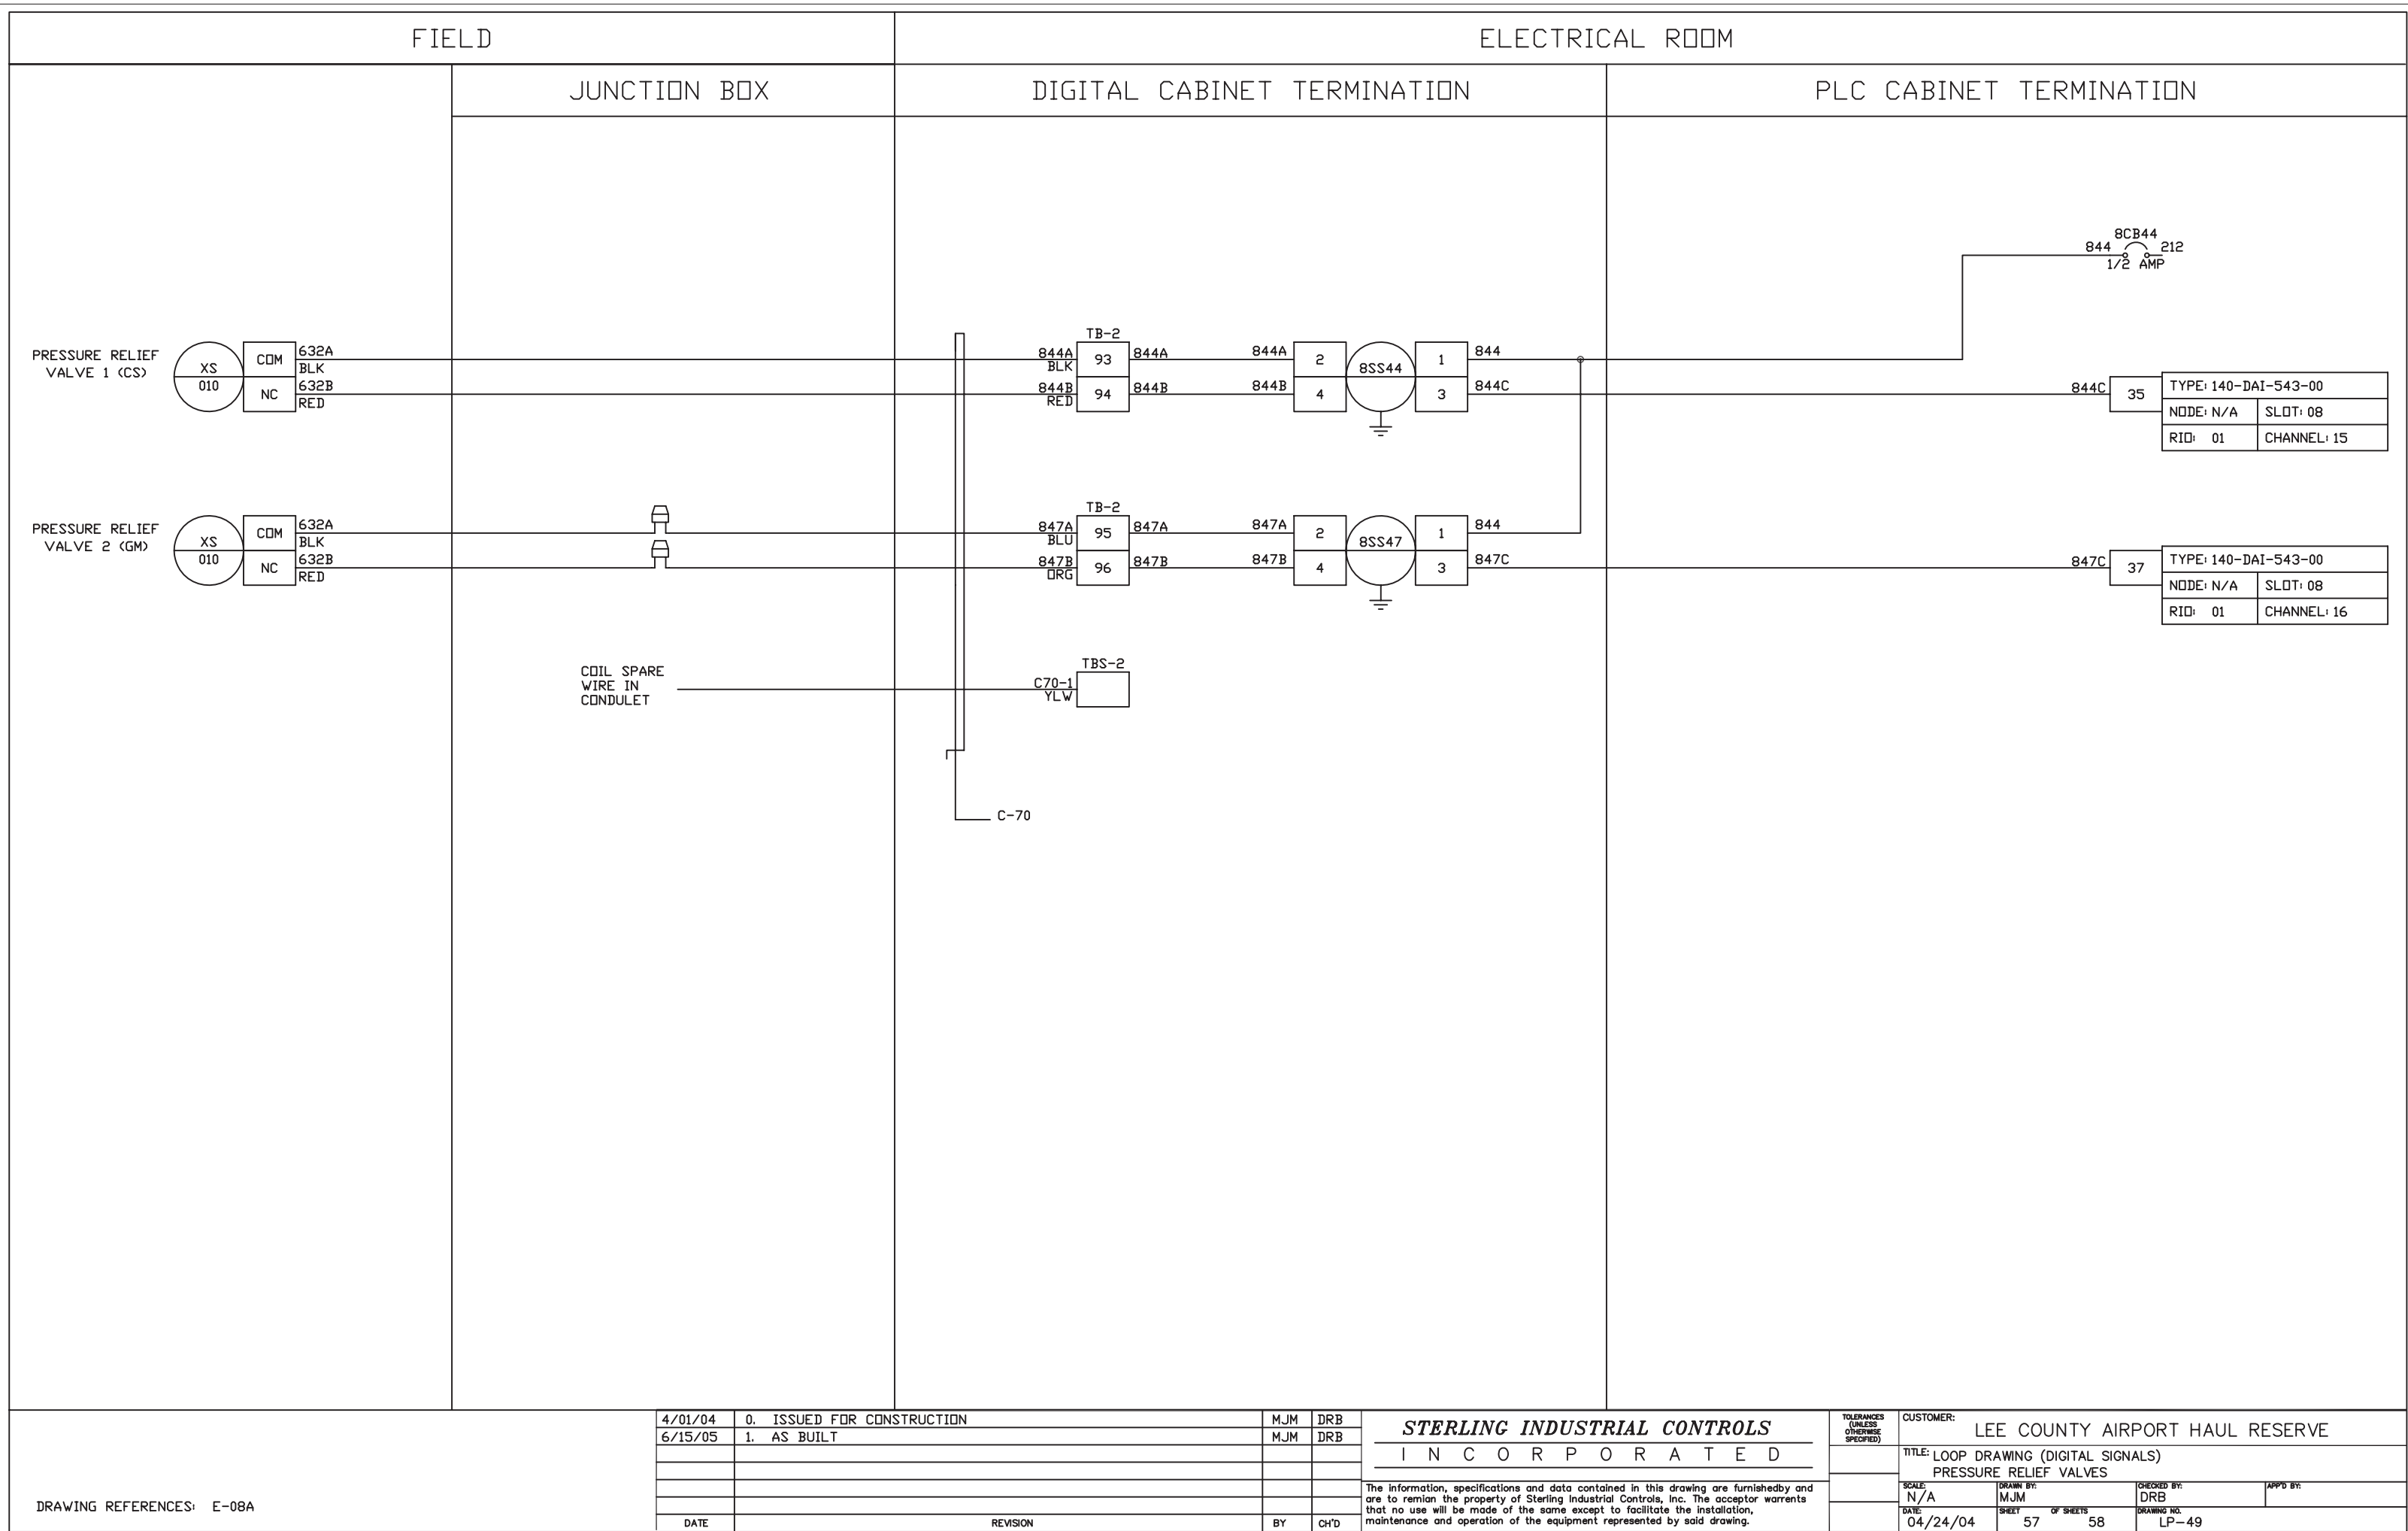 FIELD
ELECTRICAL ROOM
JUNCTION BOX
DIGITAL CABINET TERMINATION
PLC CABINET TERMINATION
8CB44
844
212
1/2 AMP
PRESSURE RELIEF
VALVE 1 (CS)
XS
010
COM
NC
632A
BLK
632B
RED
TB-2
844A
BLK
93
844A
844B
RED
94
844B
844A
2
844B
4
8SS44
1
844
3
844C
844C
35
TYPE: 140-DAI-543-00
NODE: N/A
SLOT: 08
RIO: 01
CHANNEL: 15
PRESSURE RELIEF
VALVE 2 (GM)
XS
010
COM
NC
632A
BLK
632B
RED
TB-2
847A
BLU
95
847A
847B
ORG
96
847B
847A
2
847B
4
8SS47
1
844
3
847C
847C
37
TYPE: 140-DAI-543-00
NODE: N/A
SLOT: 08
RIO: 01
CHANNEL: 16
COIL SPARE
WIRE IN
CONDULET
TBS-2
C70-1
YLW
C-70
DRAWING REFERENCES: E-08A
4/01/04 0. ISSUED FOR CONSTRUCTION MJM DRB
6/15/05 1. AS BUILT MJM DRB
DATE REVISION BY CH'D
STERLING INDUSTRIAL CONTROLS
INCORPORATED
The information, specifications and data contained in this drawing are furnishedby and
are to remian the property of Sterling Industrial Controls, Inc. The acceptor warrents
that no use will be made of the same except to facilitate the installation,
maintenance and operation of the equipment represented by said drawing.
TOLERANCES
(UNLESS
OTHERWISE
SPECIFIED)
CUSTOMER:
LEE COUNTY AIRPORT HAUL RESERVE
TITLE: LOOP DRAWING (DIGITAL SIGNALS)
PRESSURE RELIEF VALVES
SCALE: N/A
DRAWN BY: MJM
CHECKED BY: DRB
APP'D BY:
DATE: 04/24/04
SHEET 57 OF SHEETS 58
DRAWING NO. LP-49